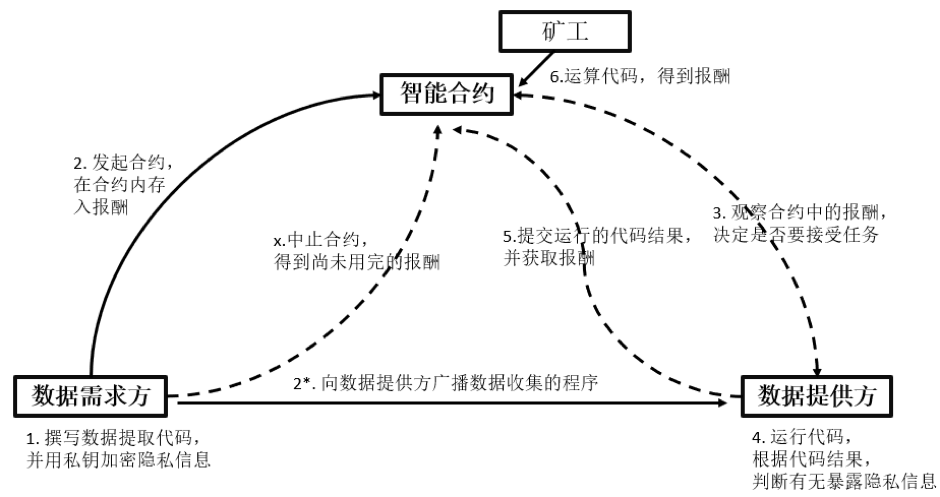 矿工
6.运算代码，得到报酬
智能合约
2. 发起合约，
在合约内存
入报酬
x.中止合约，
得到尚未用完的报酬
5.提交运行的代码结果，
并获取报酬
3. 观察合约中的报酬，
决定是否要接受任务
数据需求方
2*. 向数据提供方广播数据收集的程序
数据提供方
1. 撰写数据提取代码，
并用私钥加密隐私信息
4. 运行代码，
根据代码结果，
判断有无暴露隐私信息